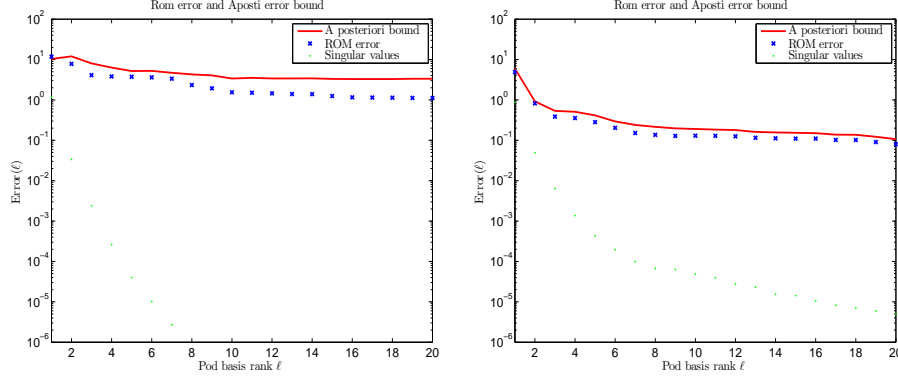 Rom error and Aposti error bound
A posteriori bound
ROM error
Singular values
10^2
10^1
10^0
10^-1
10^-2
10^-3
10^-4
10^-5
10^-6
Error(ℓ)
2 4 6 8 10 12 14 16 18 20
Pod basis rank ℓ
Rom error and Aposti error bound
A posteriori bound
ROM error
Singular values
10^2
10^1
10^0
10^-1
10^-2
10^-3
10^-4
10^-5
10^-6
Error(ℓ)
2 4 6 8 10 12 14 16 18 20
Pod basis rank ℓ